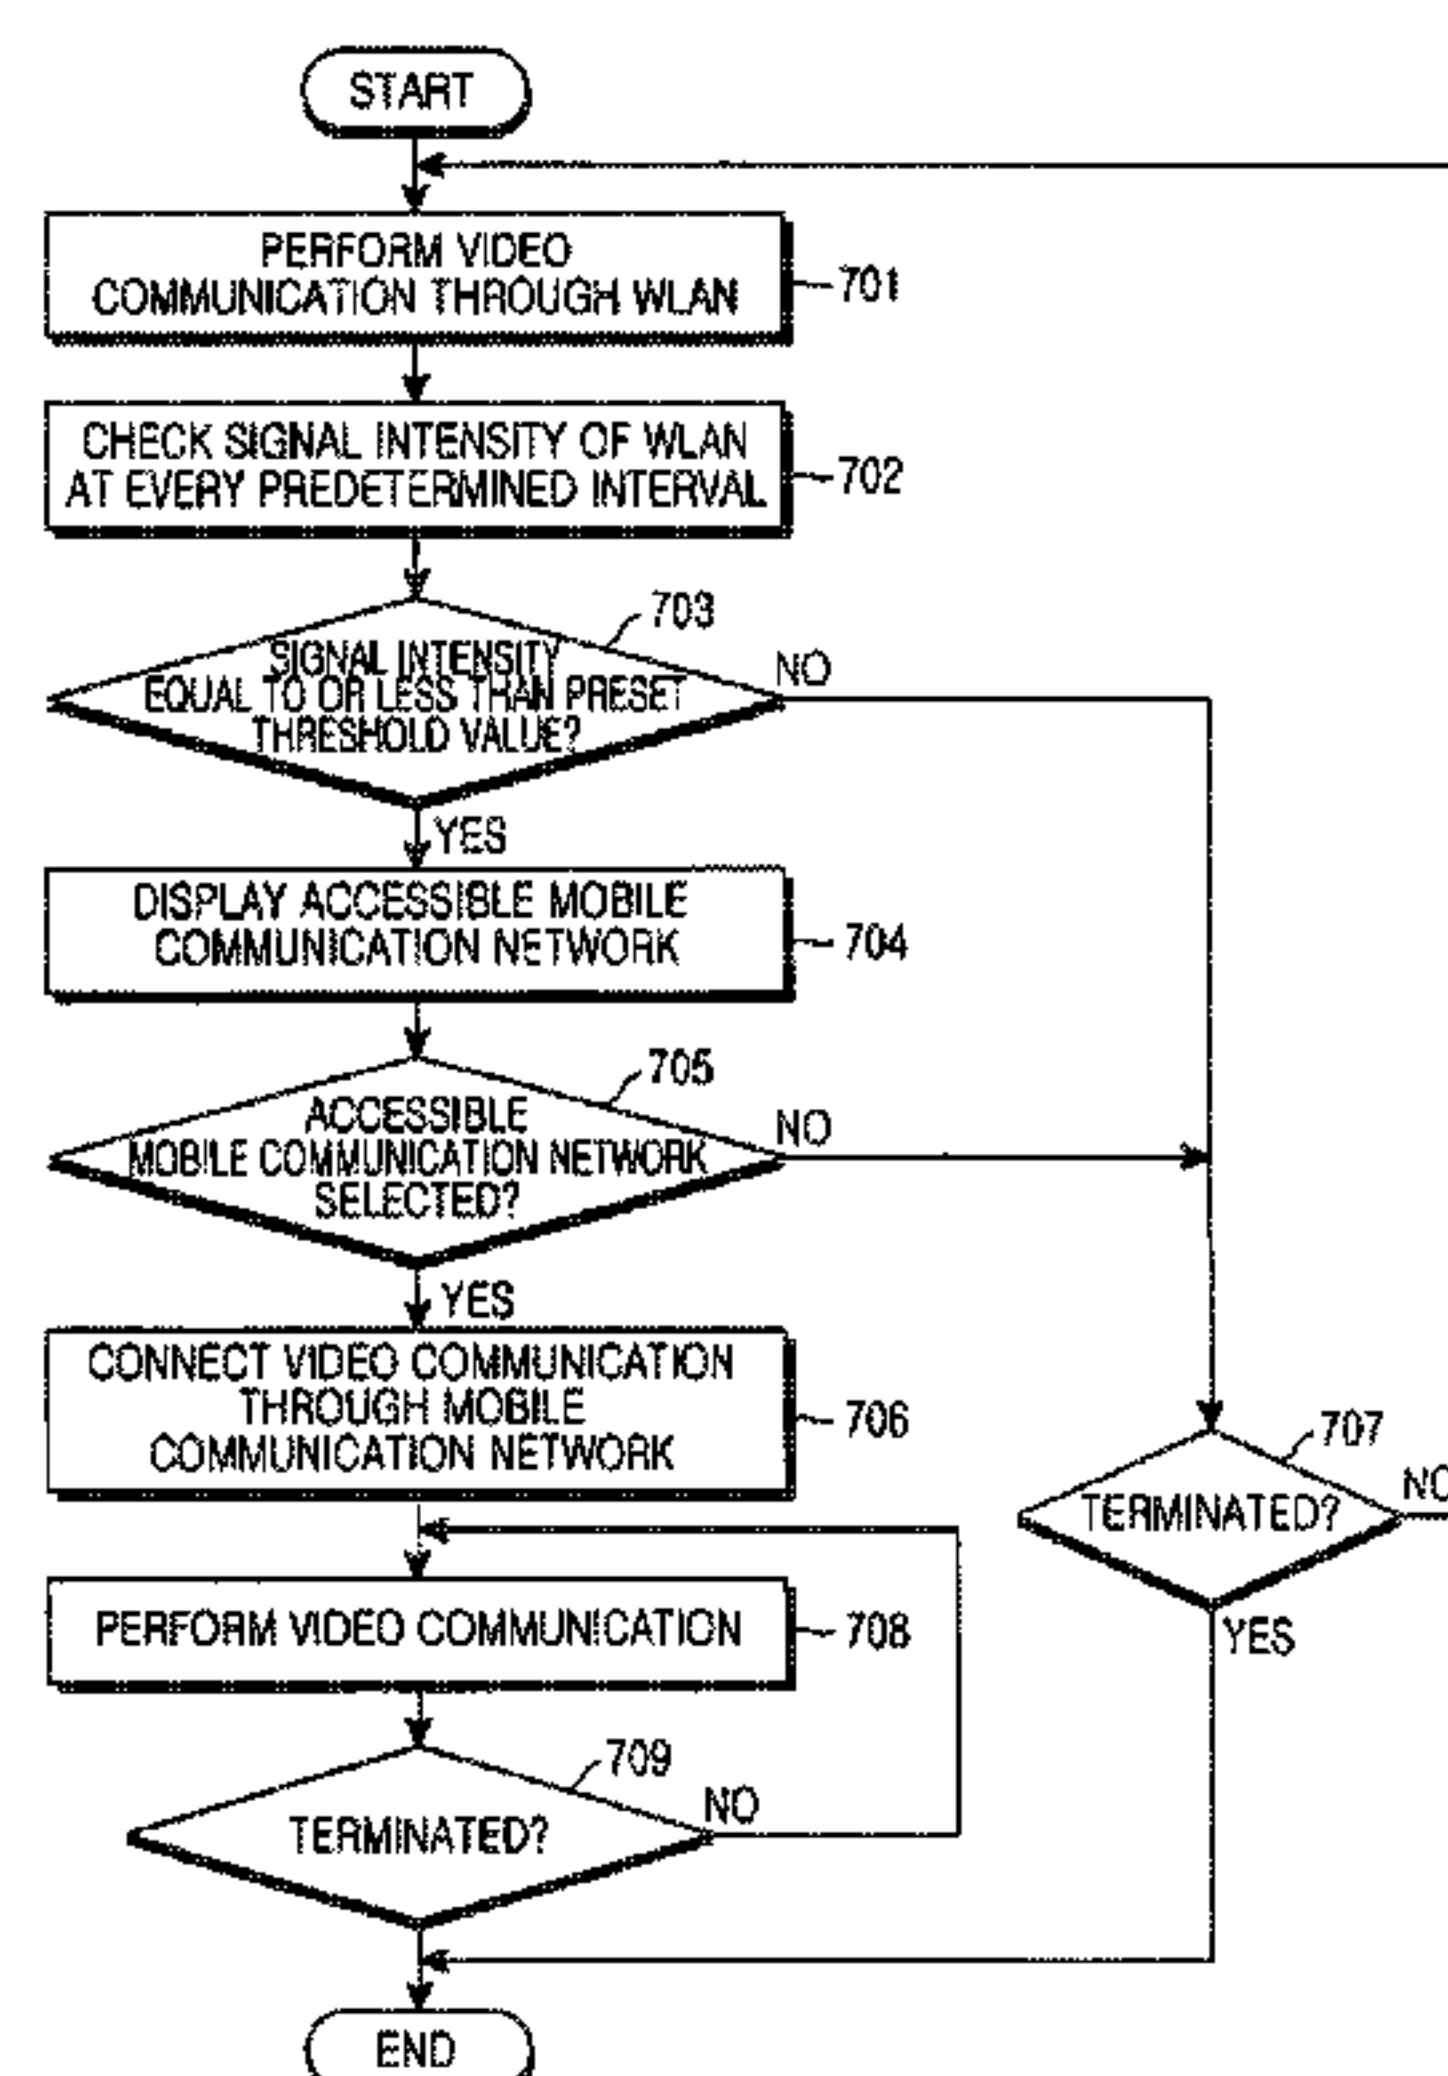 START
PERFORM VIDEO
COMMUNICATION THROUGH WLAN
701
CHECK SIGNAL INTENSITY OF WLAN
AT EVERY PREDETERMINED INTERVAL
702
703
SIGNAL INTENSITY
EQUAL TO OR LESS THAN PRESET
THRESHOLD VALUE?
NO
YES
DISPLAY ACCESSIBLE MOBILE
COMMUNICATION NETWORK
704
705
ACCESSIBLE
MOBILE COMMUNICATION NETWORK
SELECTED?
NO
YES
CONNECT VIDEO COMMUNICATION
THROUGH MOBILE
COMMUNICATION NETWORK
706
707
TERMINATED?
NO
YES
PERFORM VIDEO COMMUNICATION
708
709
TERMINATED?
NO
END